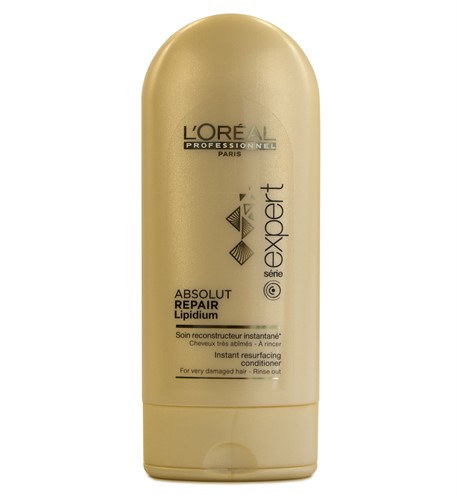 L'ORÉAL
PROFESSIONNEL
PARIS
série expert
ABSOLUT
REPAIR
Lipidium
Soin reconstructeur instantané*
Cheveux très abîmés - À rincer
Instant resurfacing
conditioner
For very damaged hair - Rinse out